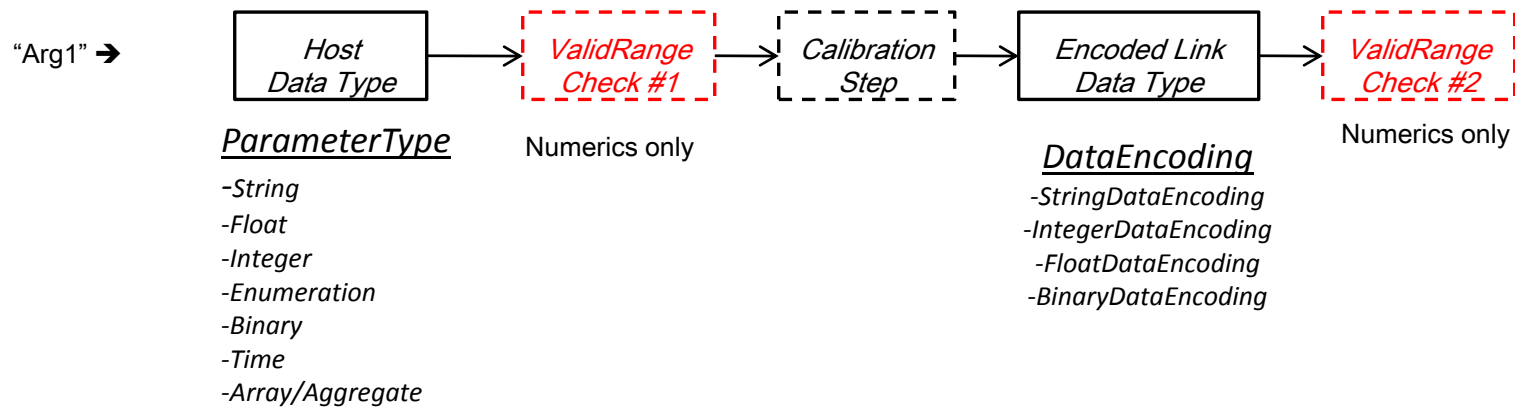 “Arg1” ➔
Host
Data Type
ValidRange
Check #1
Calibration
Step
Encoded Link
Data Type
ValidRange
Check #2
ParameterType
-String
-Float
-Integer
-Enumeration
-Binary
-Time
-Array/Aggregate
Numerics only
DataEncoding
-StringDataEncoding
-IntegerDataEncoding
-FloatDataEncoding
-BinaryDataEncoding
Numerics only